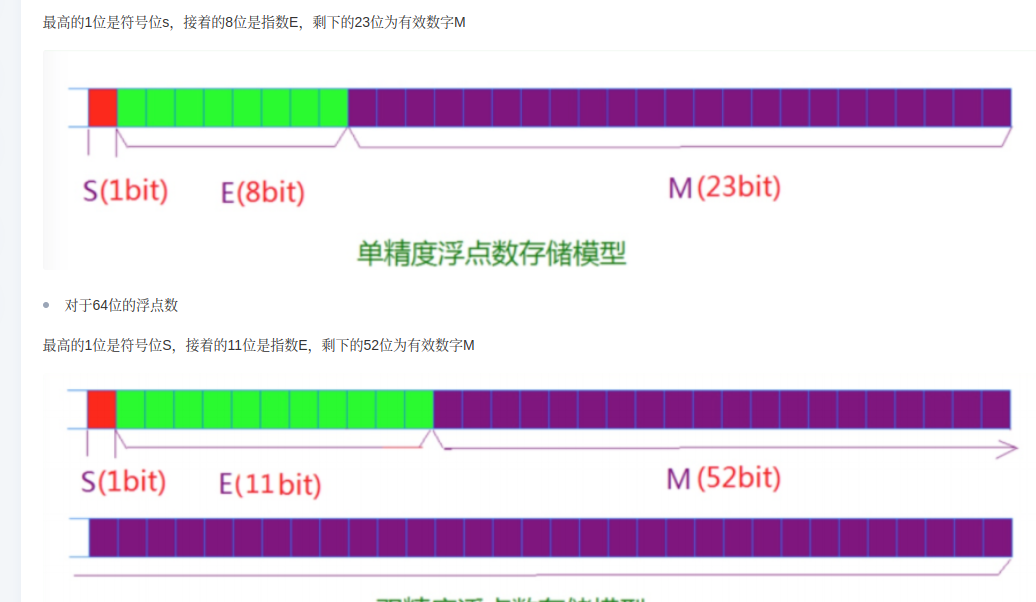 最高的1位是符号位s，接着的8位是指数E，剩下的23位为有效数字M
S(1bit) E(8bit) M(23bit)
单精度浮点数存储模型
对于64位的浮点数
最高的1位是符号位S，接着的11位是指数E，剩下的52位为有效数字M
S(1bit) E(11bit) M(52bit)